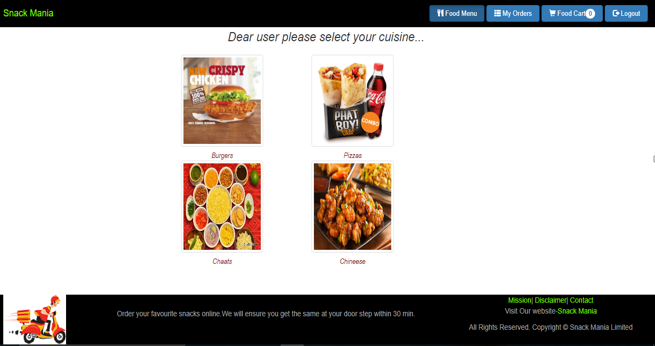 Snack Mania
Food Menu
My Orders
Food Cart 0
Logout
Dear user please select your cuisine...
CRISPY
CHICKEN
Burgers
PHAT
BOY!
Coca-Cola
COMBO
Pizzas
Chaats
Chineese
Order your favourite snacks online.We will ensure you get the same at your door step within 30 min.
Mission| Disclaimer| Contact
Visit Our website-Snack Mania
All Rights Reserved. Copyright © Snack Mania Limited